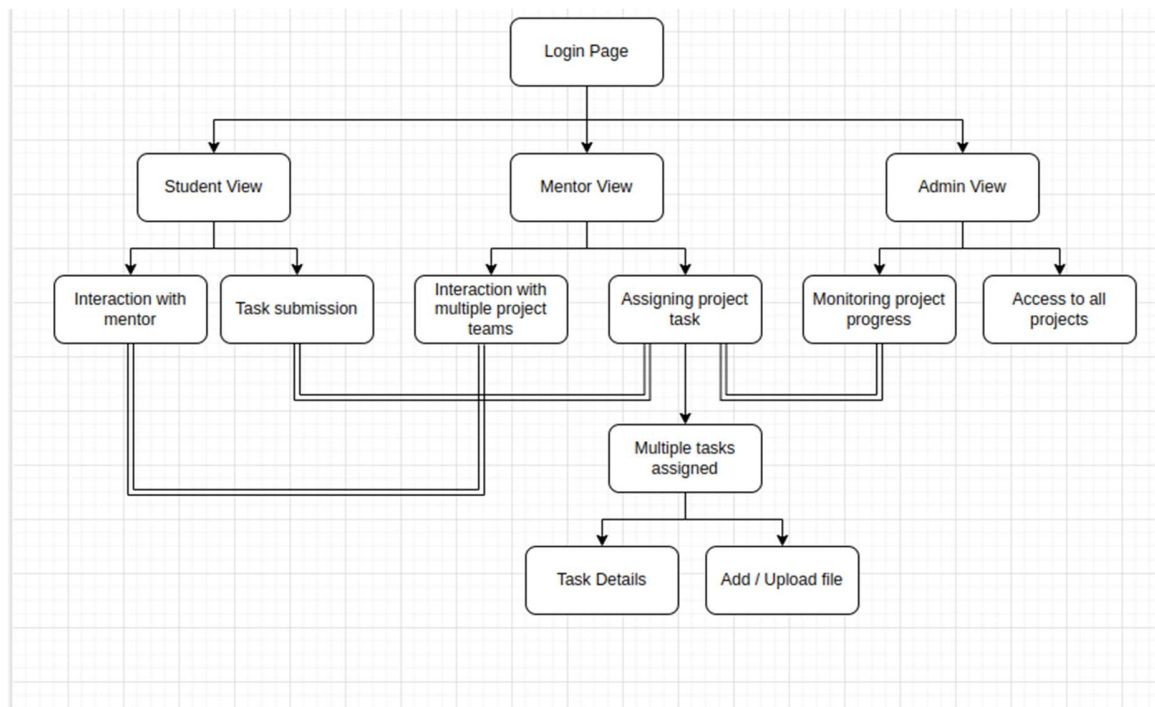 Login Page
Student View
Mentor View
Admin View
Interaction with
mentor
Task submission
Interaction with
multiple project
teams
Assigning project
task
Monitoring project
progress
Access to all
projects
Multiple tasks
assigned
Task Details
Add / Upload file